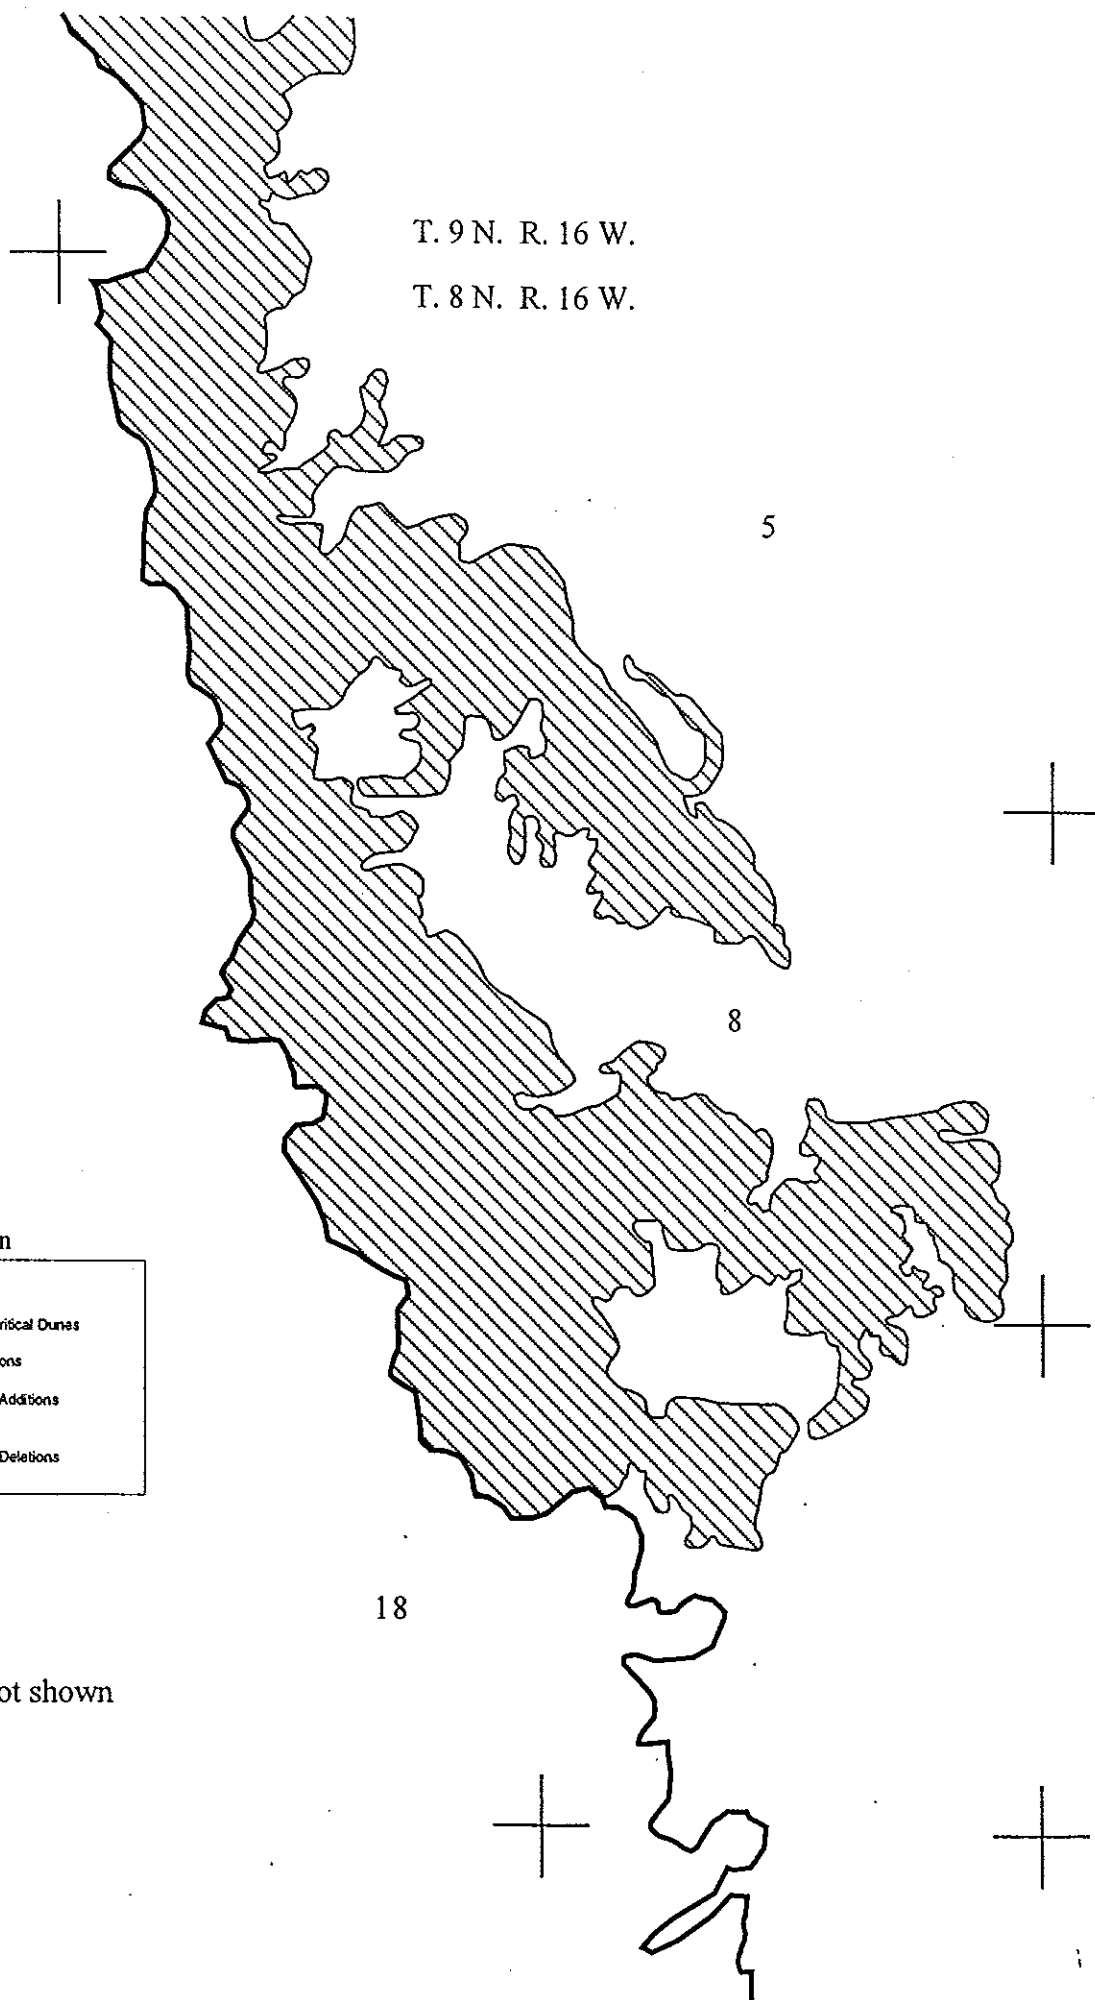 T. 9 N. R. 16 W.
T. 8 N. R. 16 W.
5
8
n
ritical Dunes
ons
Additions
Deletions
18
ot shown